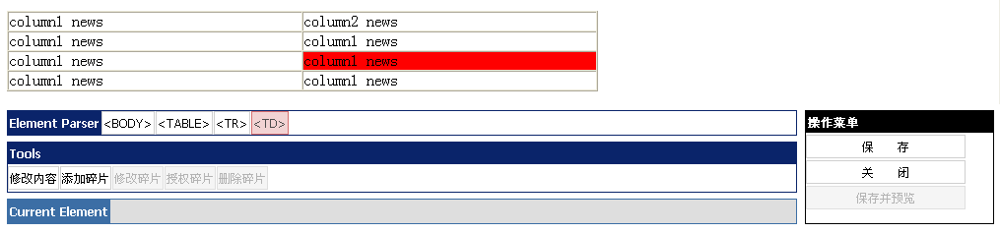 column1 news column2 news
column1 news column1 news
column1 news column1 news
column1 news column1 news
Element Parser <BODY> <TABLE> <TR> <TD>
Tools
修改内容 添加碎片 修改碎片 授权碎片 删除碎片
Current Element
操作菜单
保 存
关 闭
保存并预览